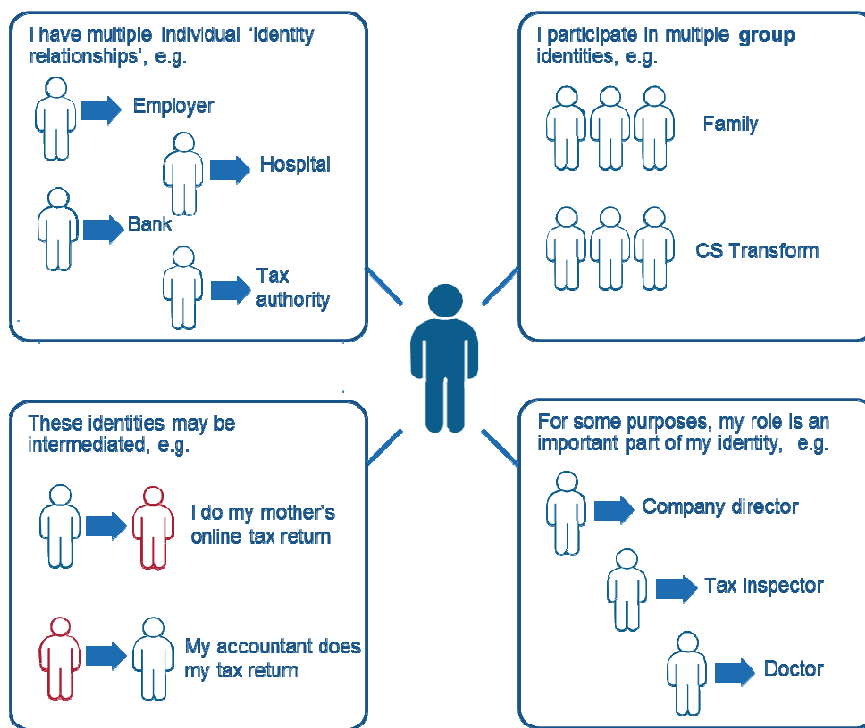 I have multiple individual 'identity
relationships', e.g.
Employer
Hospital
Bank
Tax
authority
I participate in multiple group
identities, e.g.
Family
CS Transform
These identities may be
intermediated, e.g.
I do my mother's
online tax return
My accountant does
my tax return
For some purposes, my role is an
important part of my identity, e.g.
Company director
Tax inspector
Doctor